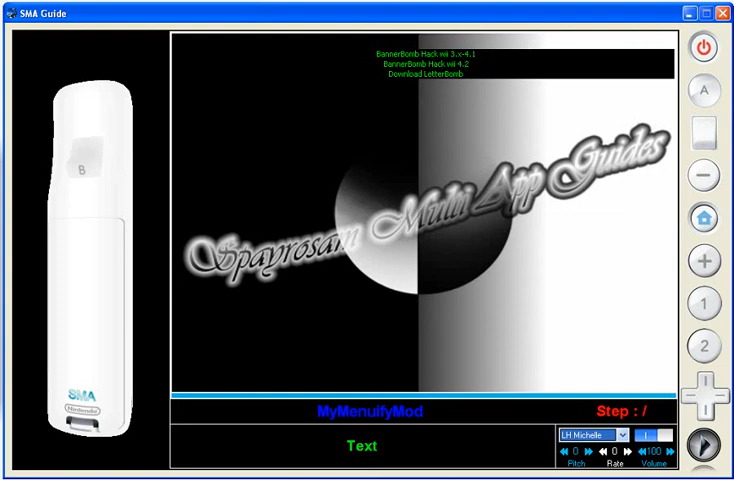 SMA Guide
BannerBomb Hack wii 3.x-4.1
BannerBomb Hack wii 4.2
Download LetterBomb
A
B
Spayrosam Multi App Guides
1
2
SMA
Nintendo
MyMenuifyMod
Step : /
Text
LH Michelle
0 0 100
Pitch Rate Volume